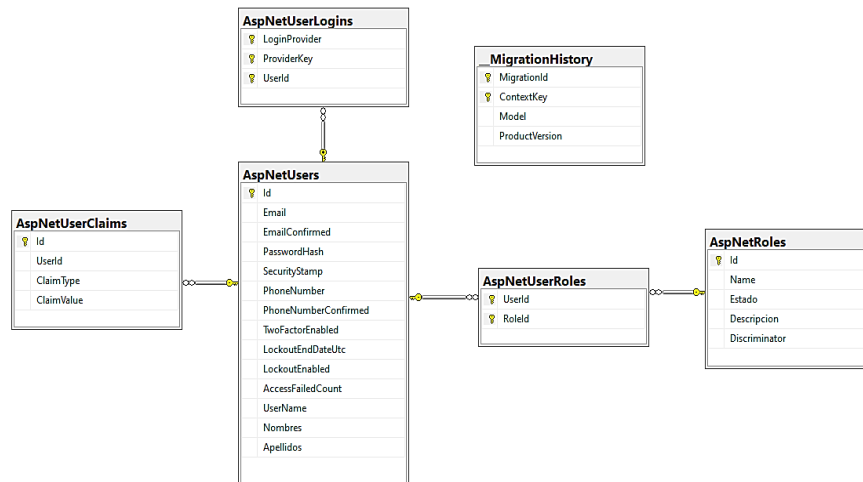 AspNetUserLogins
LoginProvider
ProviderKey
UserId
__MigrationHistory
MigrationId
ContextKey
Model
ProductVersion
AspNetUsers
Id
Email
EmailConfirmed
PasswordHash
SecurityStamp
PhoneNumber
PhoneNumberConfirmed
TwoFactorEnabled
LockoutEndDateUtc
LockoutEnabled
AccessFailedCount
UserName
Nombres
Apellidos
AspNetUserClaims
Id
UserId
ClaimType
ClaimValue
AspNetUserRoles
UserId
RoleId
AspNetRoles
Id
Name
Estado
Descripcion
Discriminator